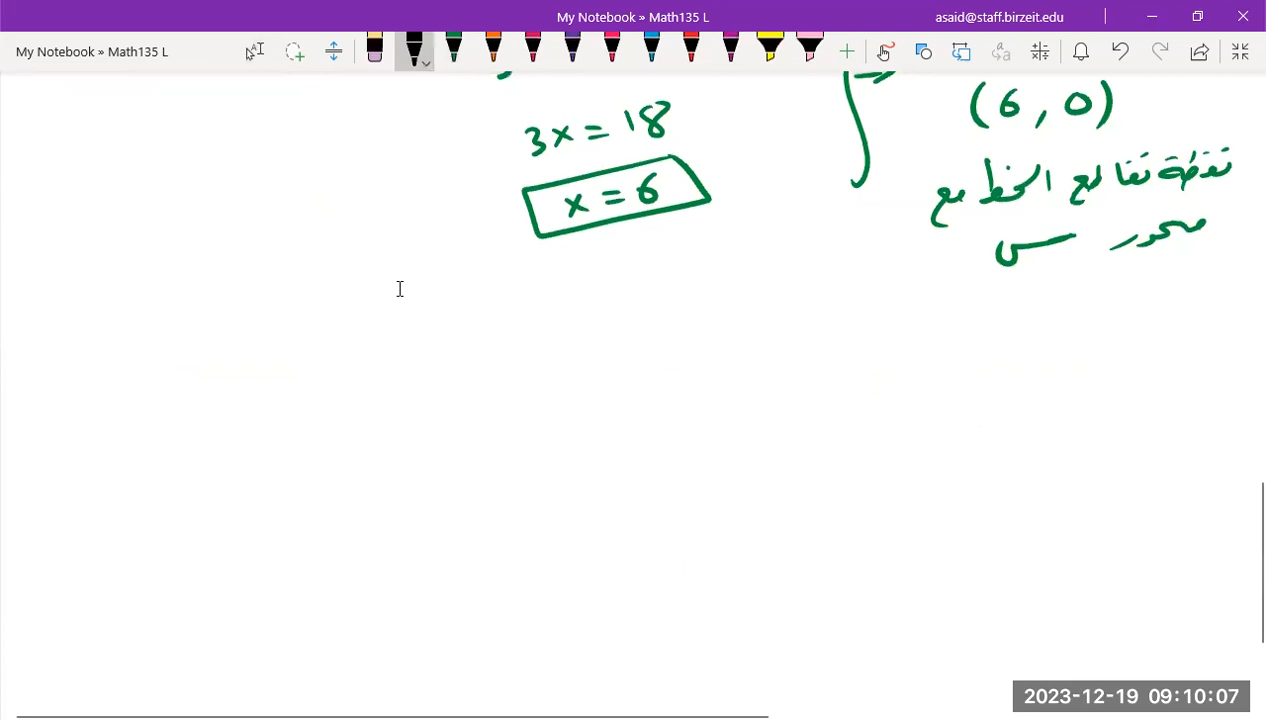 My Notebook » Math135 L
asaid@staff.birzeit.edu
My Notebook » Math135 L
3x = 18
x = 6
(6, 0)
نقطة تقاطع الخط مع
محور س
2023-12-19 09:10:07